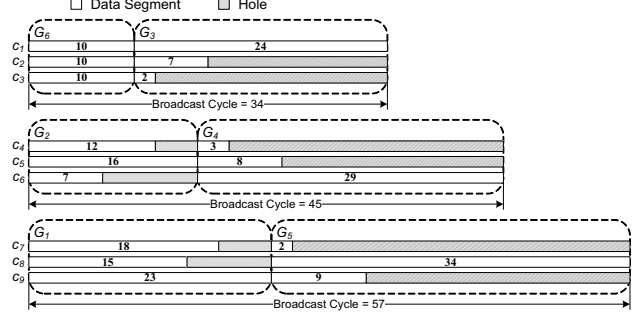 Data Segment Hole
G6 G3
c1 10 24
c2 10 7
c3 10 2
Broadcast Cycle = 34
G2 G4
c4 12 3
c5 16 8
c6 7 29
Broadcast Cycle = 45
G1 G5
c7 18 2
c8 15 34
c9 23 9
Broadcast Cycle = 57